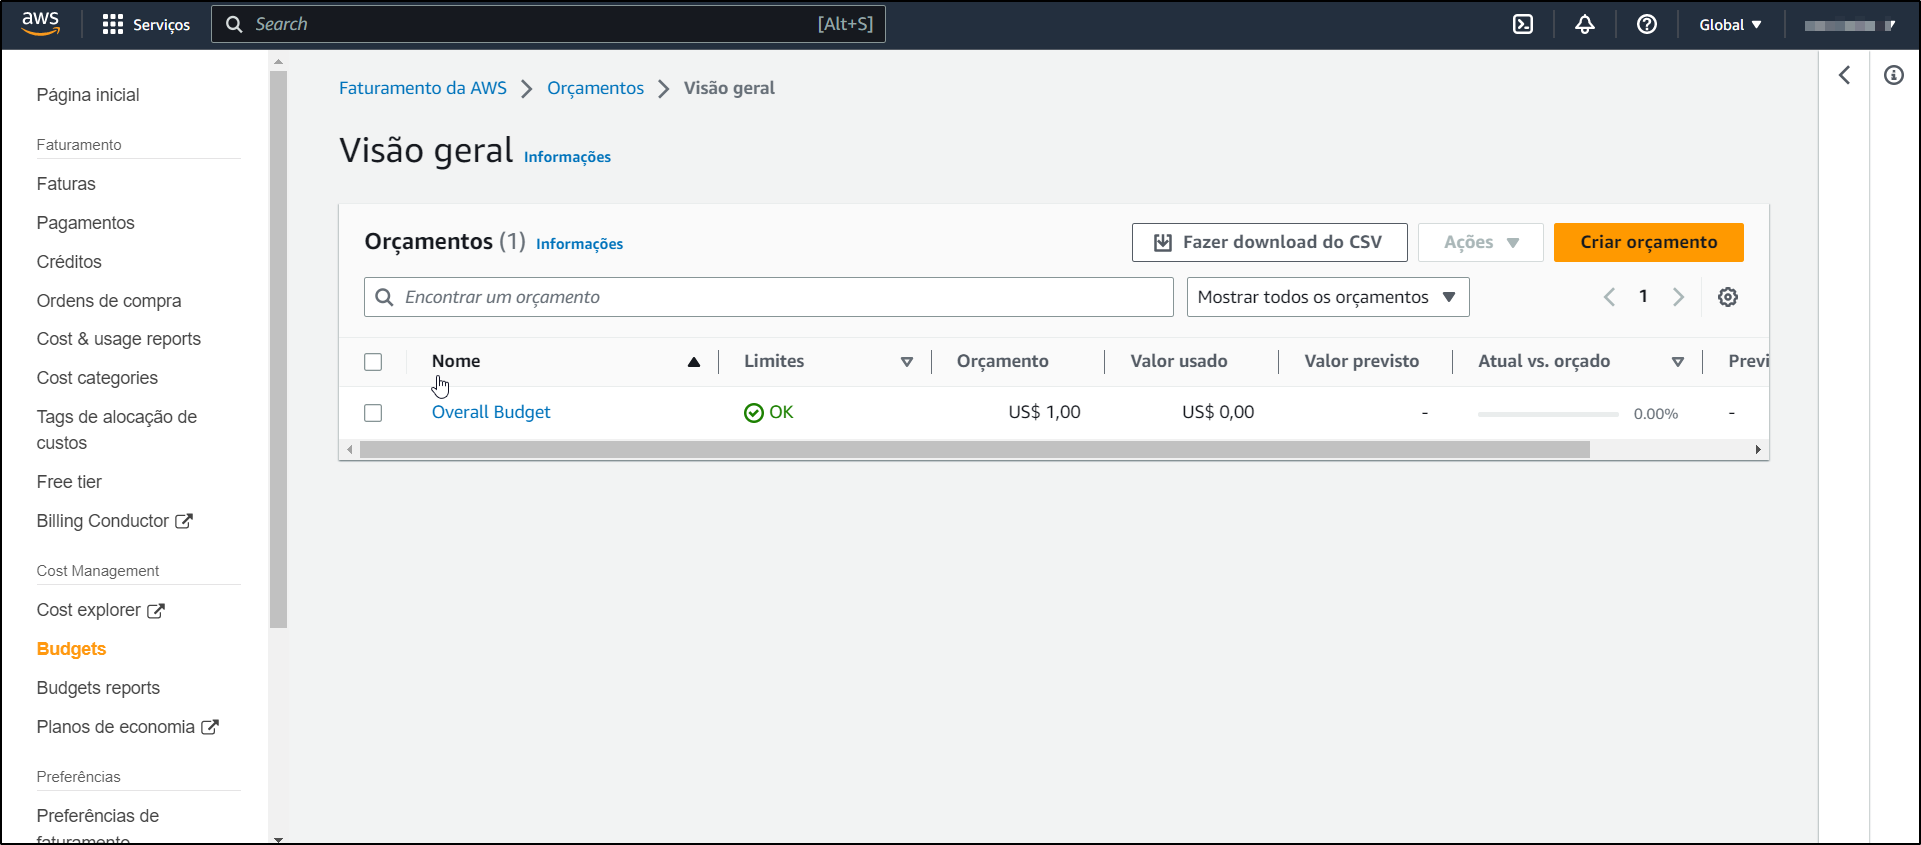 aws Serviços Search [Alt+S] Global
Página inicial
Faturamento
Faturas
Pagamentos
Créditos
Ordens de compra
Cost & usage reports
Cost categories
Tags de alocação de
custos
Free tier
Billing Conductor
Cost Management
Cost explorer
Budgets
Budgets reports
Planos de economia
Preferências
Preferências de
faturamento
Faturamento da AWS Orçamentos Visão geral
Visão geral Informações
Orçamentos (1) Informações Fazer download do CSV Ações Criar orçamento
Encontrar um orçamento Mostrar todos os orçamentos 1
Nome Limites Orçamento Valor usado Valor previsto Atual vs. orçado Previ
Overall Budget OK US$ 1,00 US$ 0,00 - 0.00% -